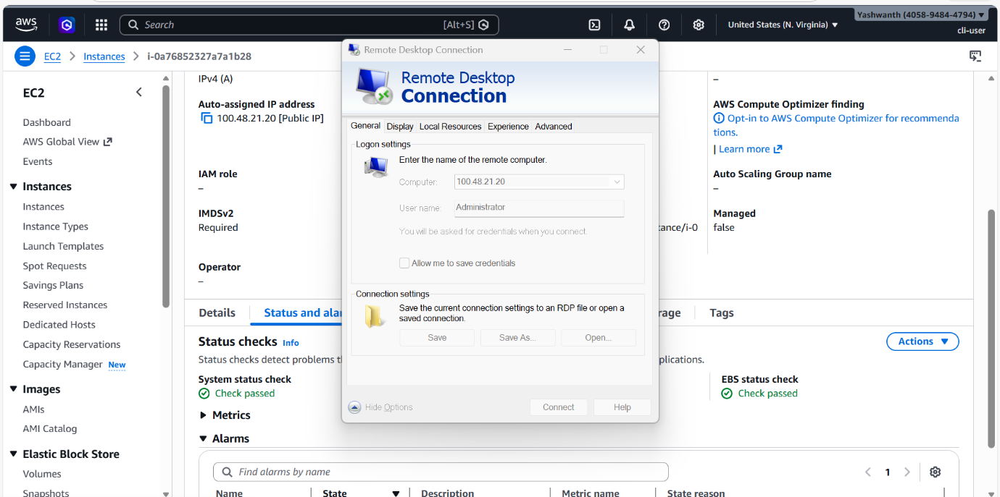 aws
Search [Alt+S]
United States (N. Virginia)
Yashwanth (4058-9484-4794)
cli-user
EC2 Instances i-0a76852327a7a1b28
EC2
Dashboard
AWS Global View
Events
Instances
Instances
Instance Types
Launch Templates
Spot Requests
Savings Plans
Reserved Instances
Dedicated Hosts
Capacity Reservations
Capacity Manager New
Images
AMIs
AMI Catalog
Elastic Block Store
Volumes
Snapshots
IPv4 (A)
Auto-assigned IP address
100.48.21.20 [Public IP]
IAM role
–
IMDSv2
Required
Operator
–
Remote Desktop Connection
Remote Desktop
Connection
General Display Local Resources Experience Advanced
Logon settings
Enter the name of the remote computer.
Computer: 100.48.21.20
User name: Administrator
You will be asked for credentials when you connect.
Allow me to save credentials
Connection settings
Save the current connection settings to an RDP file or open a
saved connection.
Save Save As... Open...
Hide Options Connect Help
–
AWS Compute Optimizer finding
Opt-in to AWS Compute Optimizer for recommenda
tions.
| Learn more
Auto Scaling Group name
–
tance/i-0
Managed
false
Details Status and alar rage Tags
Status checks Info
Actions
Status checks detect problems t plications.
System status check
Check passed
EBS status check
Check passed
Metrics
Alarms
Find alarms by name
1
Name State Description Metric name State reason